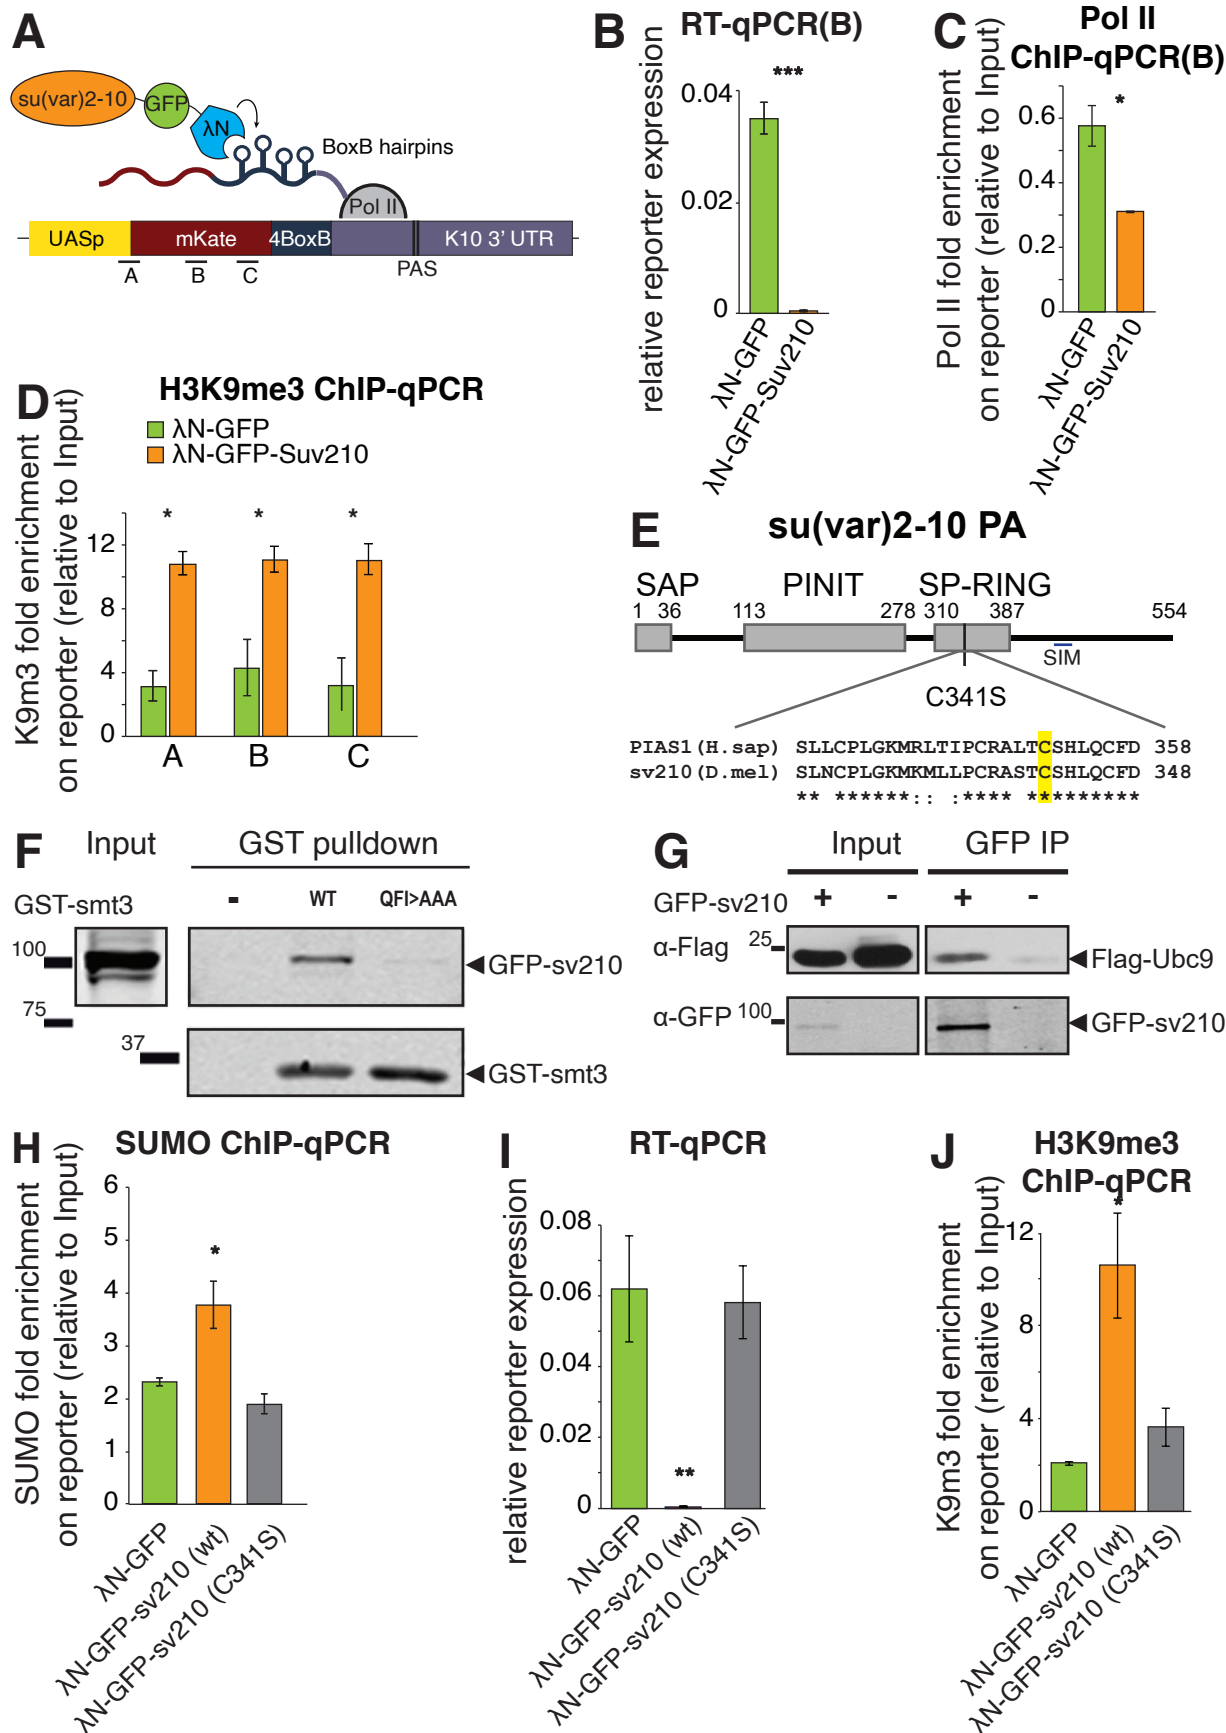 A
su(var)2-10
GFP
λN
BoxB hairpins
Pol II
UASp
mKate
4BoxB
K10 3' UTR
A
B
C
PAS
B
RT-qPCR(B)
relative reporter expression
***
0.04
0.02
0
λN-GFP
λN-GFP-Suv210
C
Pol II
ChIP-qPCR(B)
Pol II fold enrichment
on reporter (relative to Input)
*
0.6
0.4
0.2
0
λN-GFP
λN-GFP-Suv210
D
H3K9me3 ChIP-qPCR
λN-GFP
λN-GFP-Suv210
K9m3 fold enrichment
on reporter (relative to Input)
* * *
12
8
4
0
A B C
E
su(var)2-10 PA
SAP PINIT SP-RING
1 36 113 278 310 387 554
SIM
C341S
PIAS1(H.sap) SLLCPLGKMRLTIPCRALTCSHLQCFD 358
sv210(D.mel) SLNCPLGKMKMLLPCRASTCSHLQCFD 348
** ******:: :**** *********
F
Input GST pulldown
GST-smt3 - WT QFI>AAA
100
75
37
GFP-sv210
GST-smt3
G
Input GFP IP
GFP-sv210 + - + -
α-Flag 25 Flag-Ubc9
α-GFP 100 GFP-sv210
H
SUMO ChIP-qPCR
SUMO fold enrichment
on reporter (relative to Input)
6
5
4
3
2
1
0
*
λN-GFP
λN-GFP-sv210 (wt)
λN-GFP-sv210 (C341S)
I
RT-qPCR
relative reporter expression
0.08
0.06
0.04
0.02
0
**
λN-GFP
λN-GFP-sv210 (wt)
λN-GFP-sv210 (C341S)
J
H3K9me3
ChIP-qPCR
K9m3 fold enrichment
on reporter (relative to Input)
*
12
8
4
0
λN-GFP
λN-GFP-sv210 (wt)
λN-GFP-sv210 (C341S)